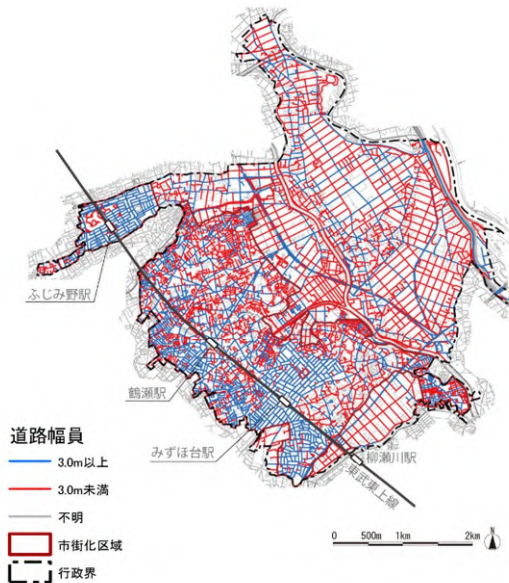 ふじみ野駅
鶴瀬駅
みずほ台駅
柳瀬川駅
東武東上線
道路幅員
3.0m以上
3.0m未満
不明
市街化区域
行政界
0 500m 1km 2km
N